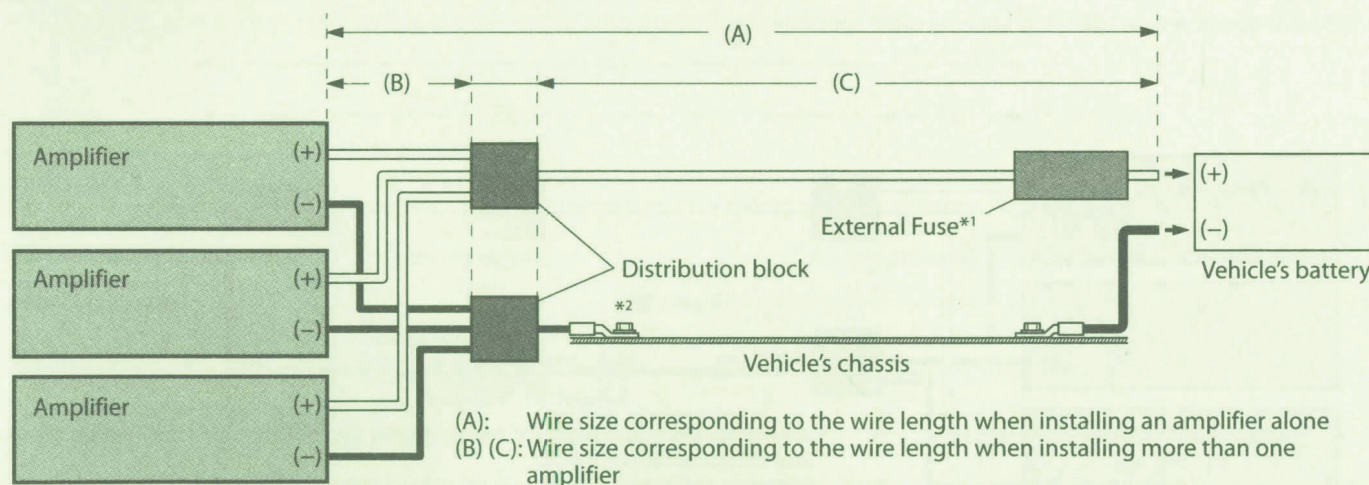 (A)
(B)
(C)
Amplifier
(+)
(−)
Amplifier
(+)
(−)
Amplifier
(+)
(−)
Distribution block
External Fuse*1
*2
Vehicle's chassis
(+)
(−)
Vehicle's battery
(A): Wire size corresponding to the wire length when installing an amplifier alone
(B) (C): Wire size corresponding to the wire length when installing more than one
amplifier